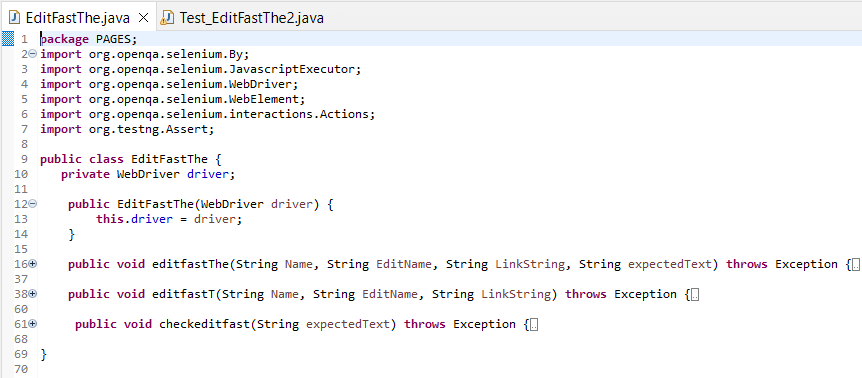 EditFastThe.java Test_EditFastThe2.java
1 package PAGES;
2 import org.openqa.selenium.By;
3 import org.openqa.selenium.JavascriptExecutor;
4 import org.openqa.selenium.WebDriver;
5 import org.openqa.selenium.WebElement;
6 import org.openqa.selenium.interactions.Actions;
7 import org.testng.Assert;
8
9 public class EditFastThe {
10 private WebDriver driver;
11
12 public EditFastThe(WebDriver driver) {
13 this.driver = driver;
14 }
15
16 public void editfastThe(String Name, String EditName, String LinkString, String expectedText) throws Exception {
37
38 public void editfastT(String Name, String EditName, String LinkString) throws Exception {
60
61 public void checkeditfast(String expectedText) throws Exception {
68
69 }
70